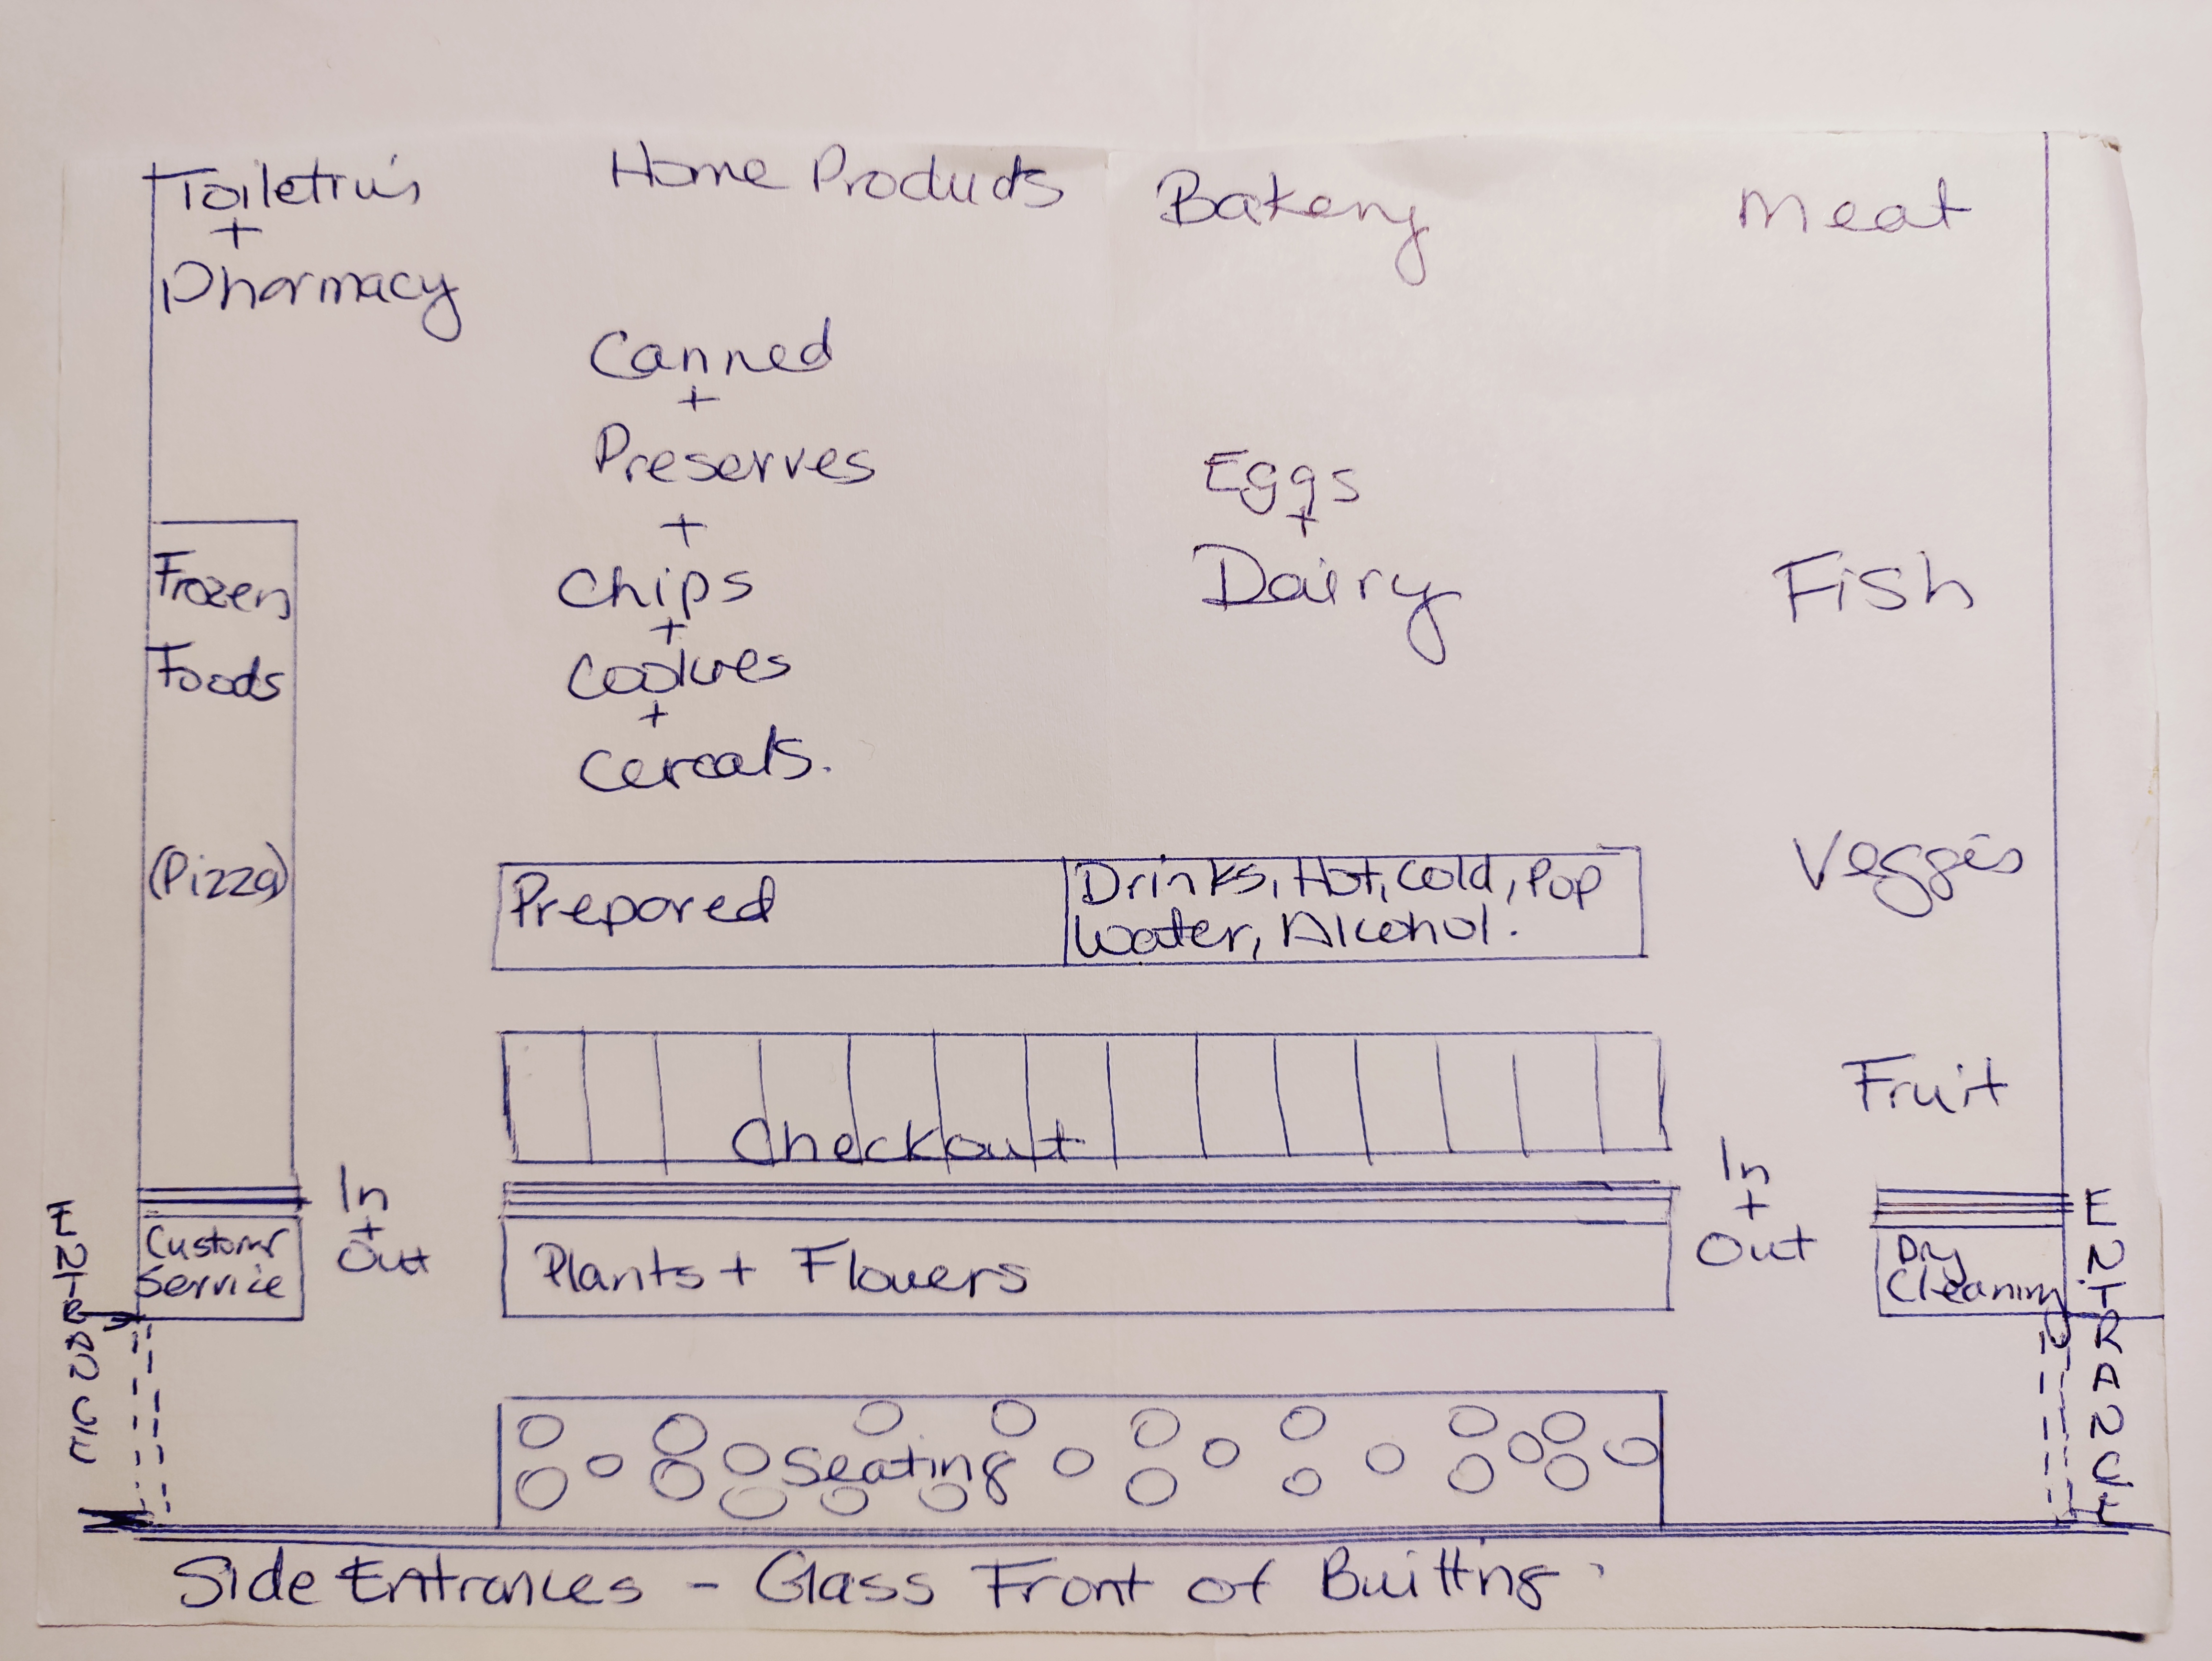 Toiletries
+
Pharmacy
Home Products
Bakery
Meat
Canned
+
Preserves
+
Chips
+
Cookies
+
Cereals.
Eggs
+
Dairy
Fish
Frozen
Foods
(Pizza)
Prepared
Drinks, Hot, Cold, Pop
Water, Alcohol.
Veggies
Fruit
Checkout
In
+
Out
In
+
Out
Customer
Service
Plants + Flowers
Dry
Cleaning
ENTRANCE
ENTRANCE
Seating
Side Entrances - Glass Front of Building